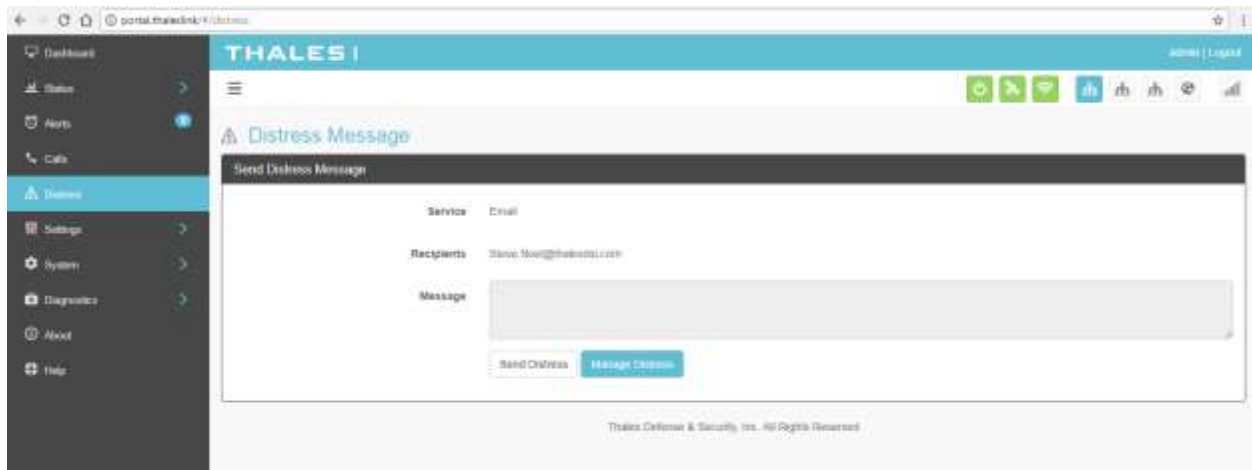 portal.thaleslink/#/distress
Dashboard
THALES
admin | Logout
Status
Alerts
Calls
Distress Message
Send Distress Message
Distress
Service Email
Settings
Recipients
System
Message
Diagnostics
About
Send Distress Manage Distress
Help
Thales Defense & Security, Inc. All Rights Reserved